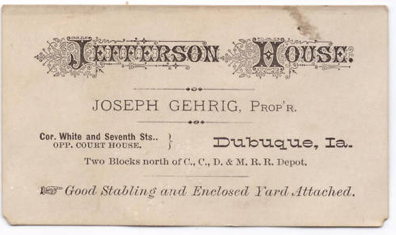 JEFFERSON HOUSE.
JOSEPH GEHRIG, PROP'R.
Cor. White and Seventh Sts..
OPP. COURT HOUSE.
Dubuque, Ia.
Two Blocks north of C., C., D. & M. R. R. Depot.
☞ Good Stabling and Enclosed Yard Attached.